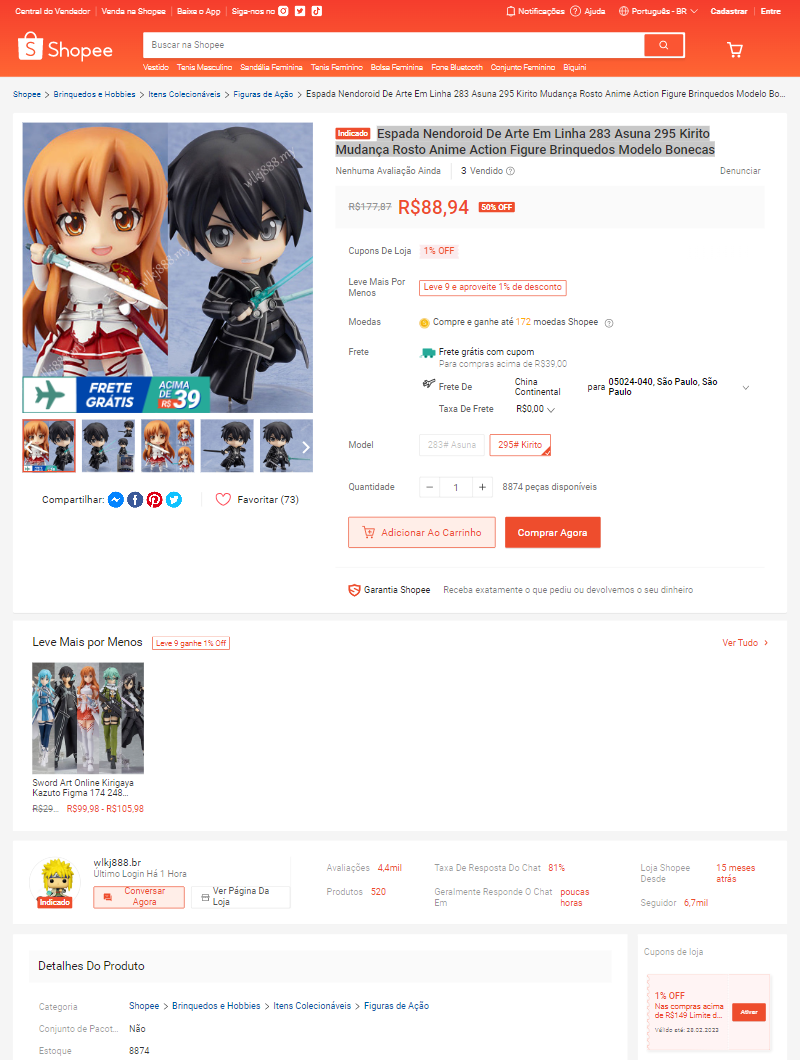 Central do Vendedor | Venda na Shopee | Baixe o App | Siga-nos no
Notificações Ajuda Português - BR Cadastrar | Entre
Shopee
Buscar na Shopee
Vestido Tenis Masculino Sandália Feminina Tenis Feminino Bolsa Feminina Fone Bluetooth Conjunto Feminino Biquini
Shopee > Brinquedos e Hobbies > Itens Colecionáveis > Figuras de Ação > Espada Nendoroid De Arte Em Linha 283 Asuna 295 Kirito Mudança Rosto Anime Action Figure Brinquedos Modelo Bo...
wlkj888.my
wlkj888.my
wlkj888.my
FRETE GRÁTIS
ACIMA DE R$ 39
Compartilhar:
Favoritar (73)
Indicado Espada Nendoroid De Arte Em Linha 283 Asuna 295 Kirito
Mudança Rosto Anime Action Figure Brinquedos Modelo Bonecas
Nenhuma Avaliação Ainda 3 Vendido Denunciar
R$177,87 R$88,94 50% OFF
Cupons De Loja 1% OFF
Leve Mais Por Menos
Leve 9 e aproveite 1% de desconto
Moedas Compre e ganhe até 172 moedas Shopee
Frete Frete grátis com cupom
Para compras acima de R$39,00
Frete De China Continental para 05024-040, São Paulo, São Paulo
Taxa De Frete R$0,00
Model 283# Asuna 295# Kirito
Quantidade − 1 + 8874 peças disponíveis
Adicionar Ao Carrinho Comprar Agora
Garantia Shopee Receba exatamente o que pediu ou devolvemos o seu dinheiro
Leve Mais por Menos Leve 9 ganhe 1% Off Ver Tudo >
Sword Art Online Kirigaya
Kazuto Figma 174 248...
R$29... R$99,98 - R$105,98
Indicado
wlkj888.br
Último Login Há 1 Hora
Conversar Agora
Ver Página Da Loja
Avaliações 4,4mil
Produtos 520
Taxa De Resposta Do Chat 81%
Geralmente Responde O Chat Em poucas horas
Loja Shopee Desde 15 meses atrás
Seguidor 6,7mil
Detalhes Do Produto
Categoria Shopee > Brinquedos e Hobbies > Itens Colecionáveis > Figuras de Ação
Conjunto de Pacot... Não
Estoque 8874
Cupons de loja
1% OFF
Nas compras acima
de R$149 Limite d...
Válido até: 28.02.2023
Ativar